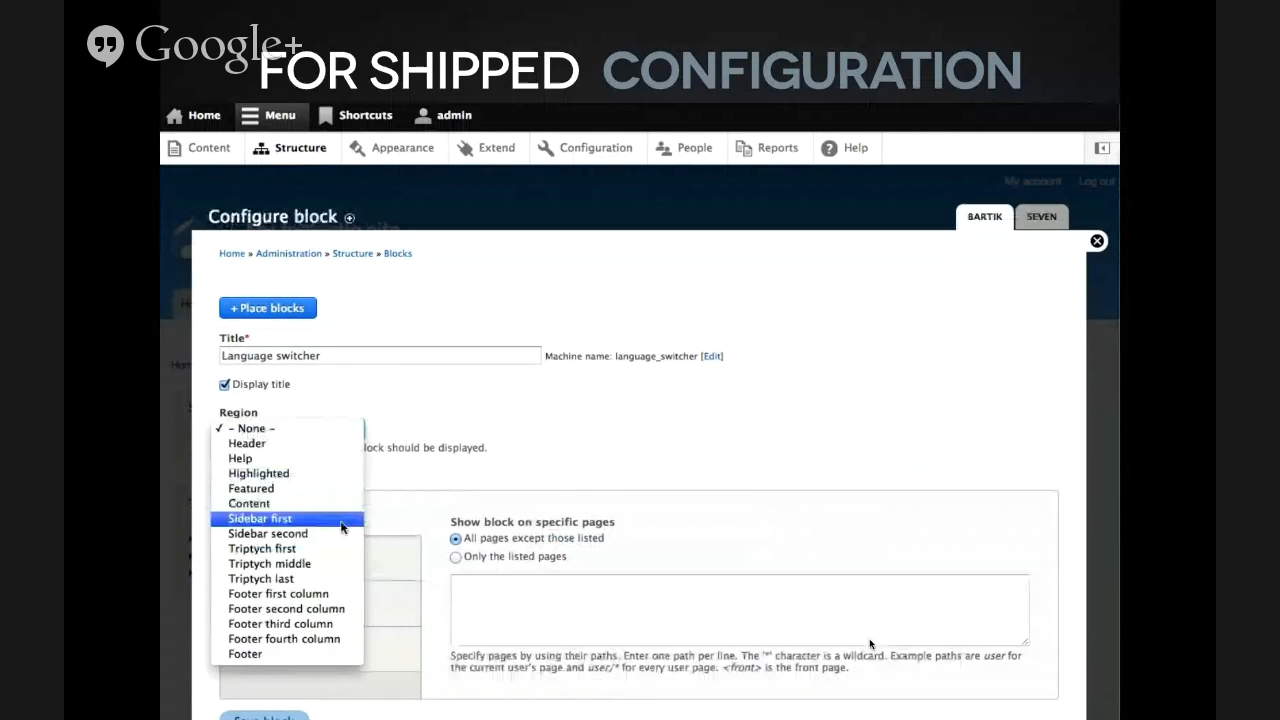 Google+
FOR SHIPPED CONFIGURATION
Home Menu Shortcuts admin
Content Structure Appearance Extend Configuration People Reports Help
My account Log out
Configure block
BARTIK SEVEN
Home » Administration » Structure » Blocks
+ Place blocks
Title*
Language switcher Machine name: language_switcher [Edit]
Display title
Region
- None -
lock should be displayed.
Header
Help
Highlighted
Featured
Content
Sidebar first
Sidebar second
Triptych first
Triptych middle
Triptych last
Footer first column
Footer second column
Footer third column
Footer fourth column
Footer
Show block on specific pages
All pages except those listed
Only the listed pages
Specify pages by using their paths. Enter one path per line. The '*' character is a wildcard. Example paths are user for
the current user's page and user/* for every user page. <front> is the front page.
Save block